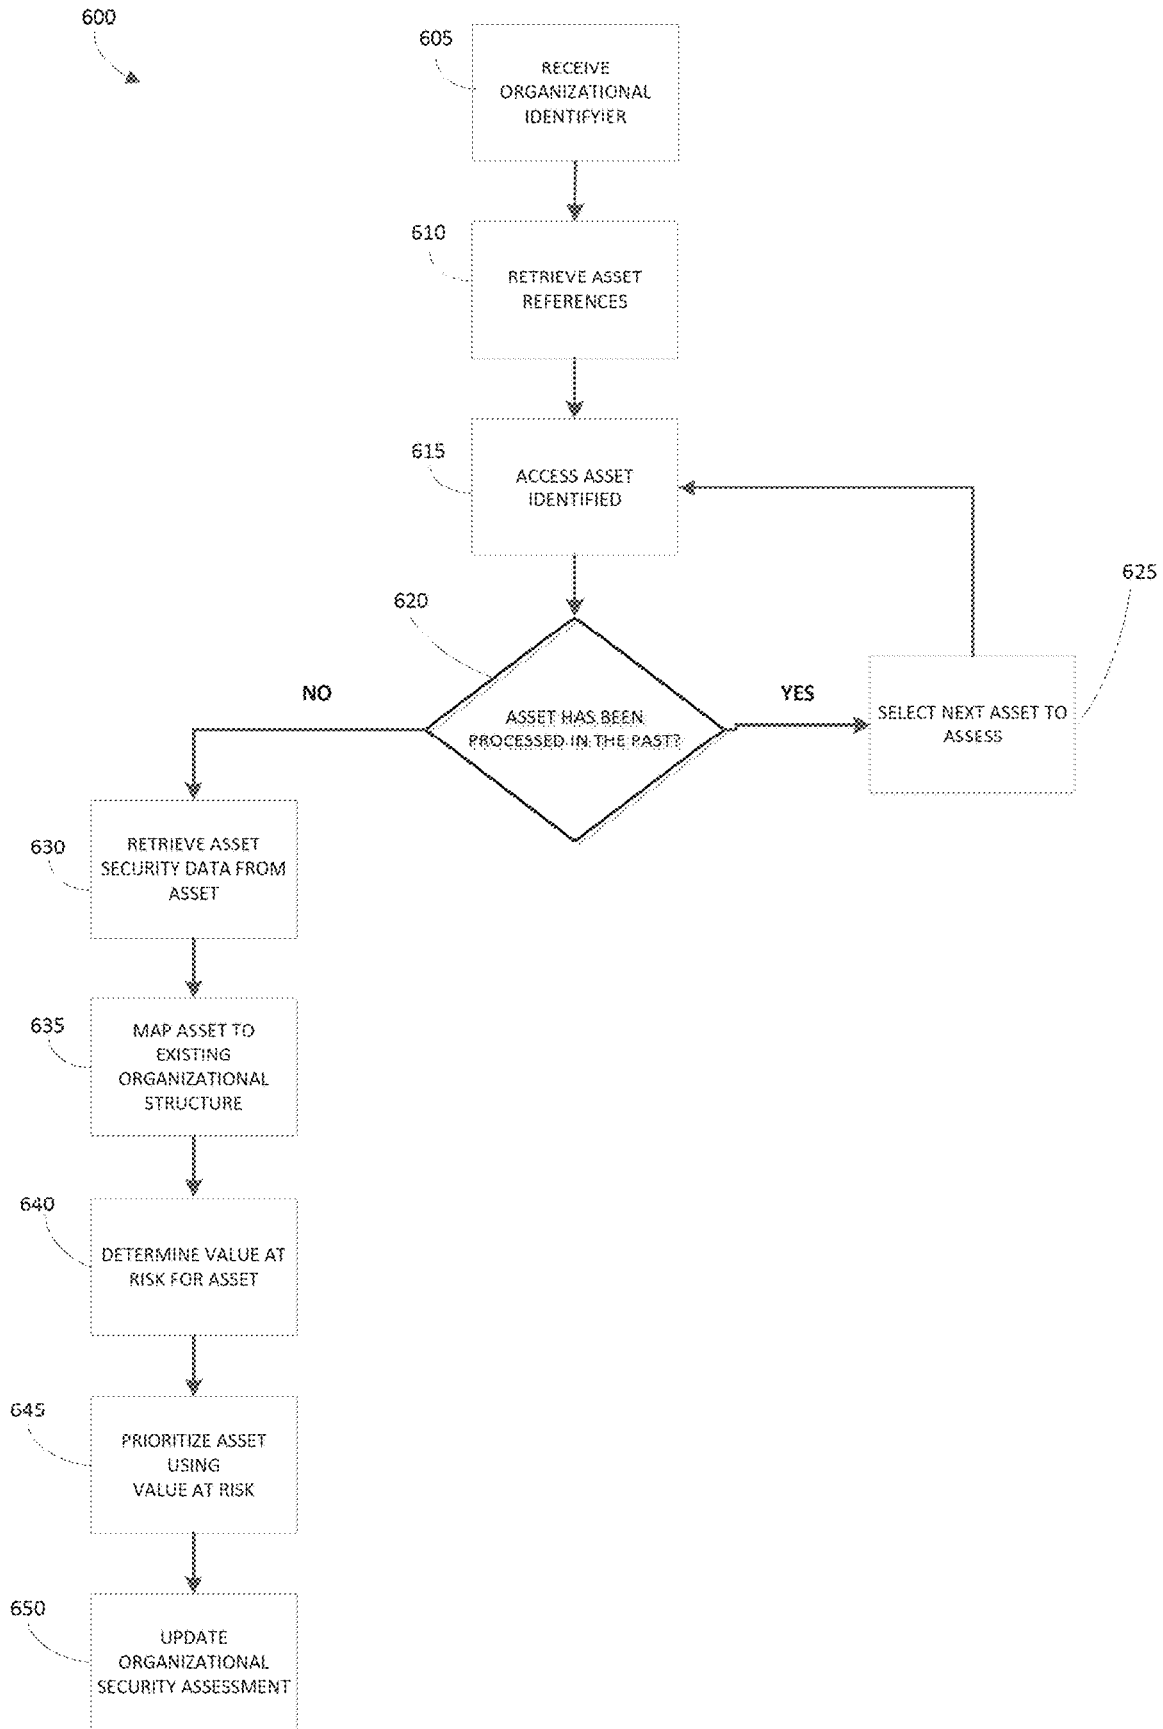 600
605
RECEIVE
ORGANIZATIONAL
IDENTIFYIER
610
RETRIEVE ASSET
REFERENCES
615
ACCESS ASSET
IDENTIFIED
620
625
NO
YES
ASSET HAS BEEN
PROCESSED IN THE PAST?
SELECT NEXT ASSET TO
ASSESS
630
RETRIEVE ASSET
SECURITY DATA FROM
ASSET
635
MAP ASSET TO
EXISTING
ORGANIZATIONAL
STRUCTURE
640
DETERMINE VALUE AT
RISK FOR ASSET
645
PRIORITIZE ASSET
USING
VALUE AT RISK
650
UPDATE
ORGANIZATIONAL
SECURITY ASSESSMENT